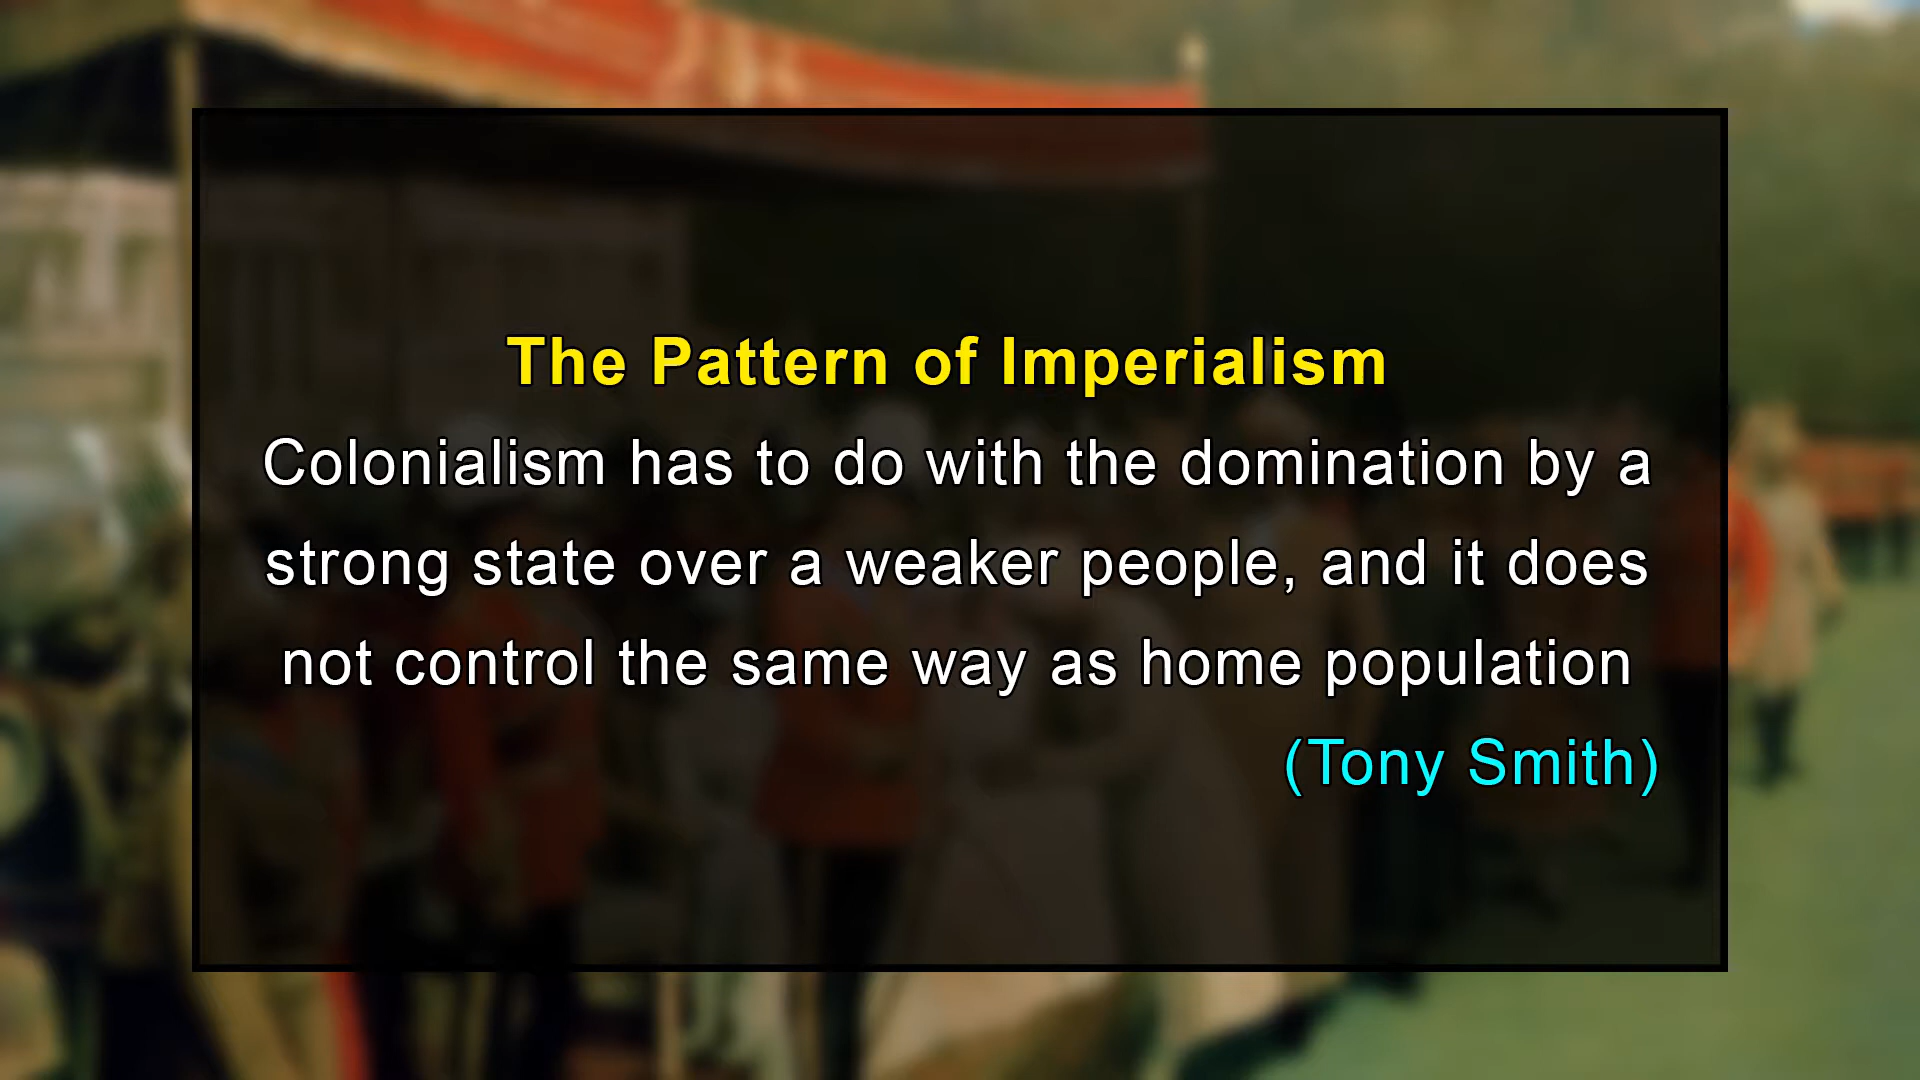 The Pattern of Imperialism
Colonialism has to do with the domination by a
strong state over a weaker people, and it does
not control the same way as home population
(Tony Smith)